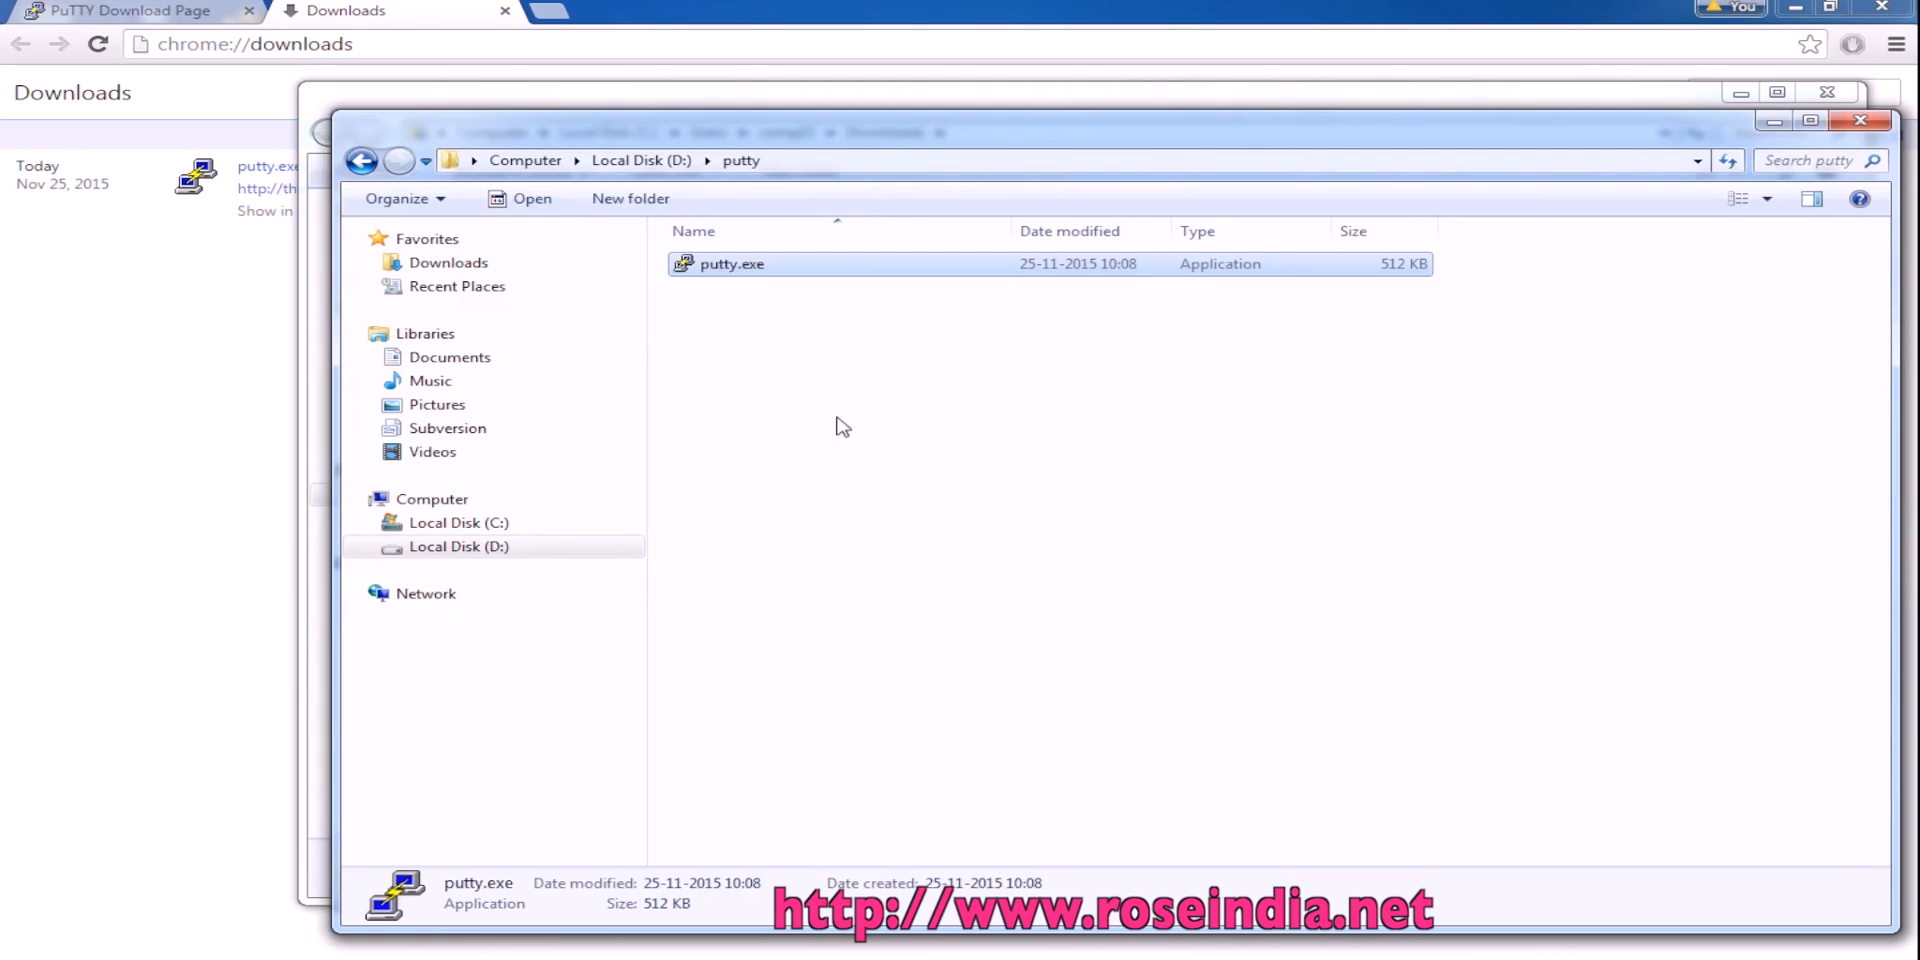 PuTTY Download Page
Downloads
You
chrome://downloads
Downloads
Today
Nov 25, 2015
putty.exe
http://th
Show in
Computer
Local Disk (D:)
putty
Search putty
Organize
Open
New folder
Favorites
Downloads
Recent Places
Libraries
Documents
Music
Pictures
Subversion
Videos
Computer
Local Disk (C:)
Local Disk (D:)
Network
Name Date modified Type Size
putty.exe 25-11-2015 10:08 Application 512 KB
putty.exe Date modified: 25-11-2015 10:08 Date created: 25-11-2015 10:08
Application Size: 512 KB
http://www.roseindia.net